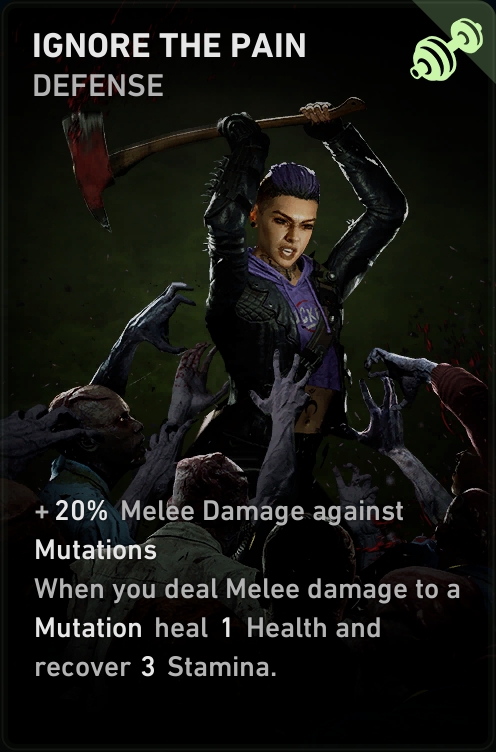 IGNORE THE PAIN
DEFENSE
+ 20% Melee Damage against
Mutations
When you deal Melee damage to a
Mutation heal 1 Health and
recover 3 Stamina.